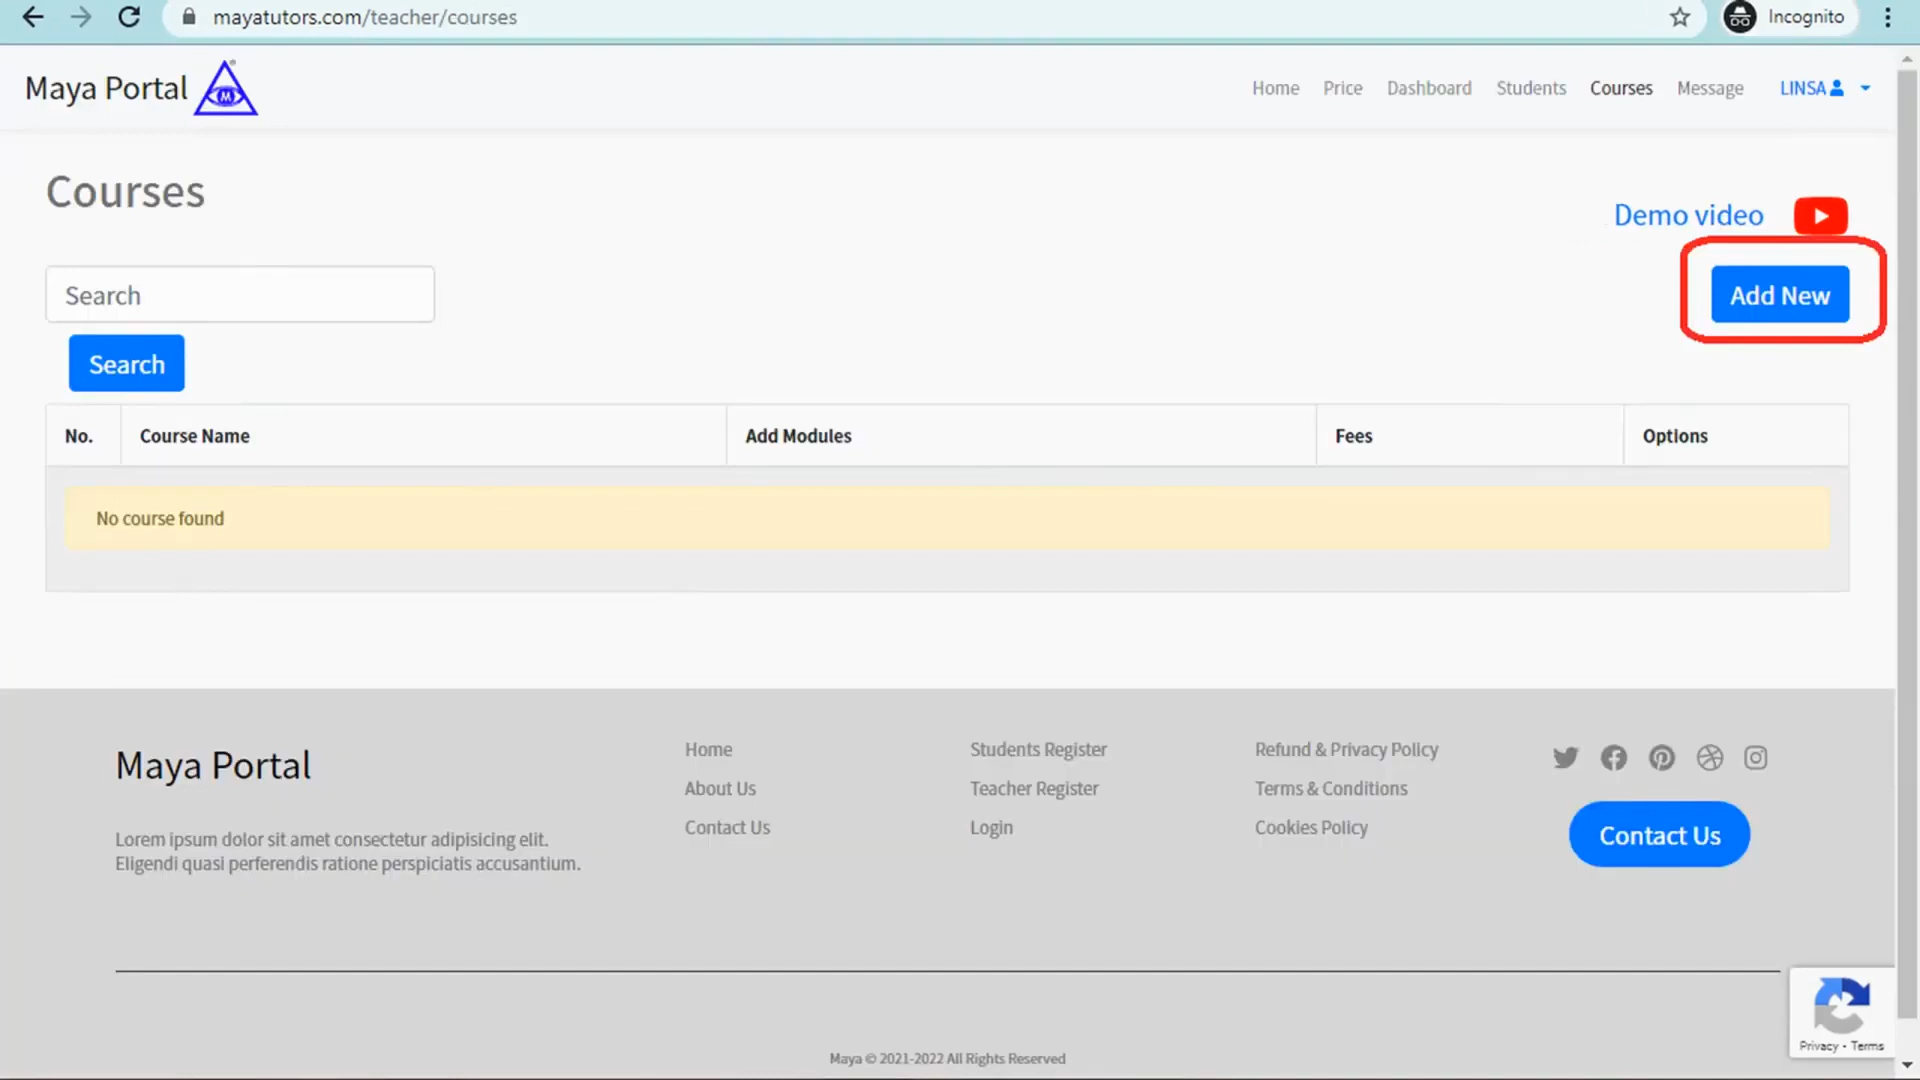 mayatutors.com/teacher/courses
Incognito
Maya Portal
M
Home Price Dashboard Students Courses Message LINSA
Courses
Demo video
Search
Add New
Search
No. Course Name Add Modules Fees Options
No course found
Maya Portal
Lorem ipsum dolor sit amet consectetur adipisicing elit.
Eligendi quasi perferendis ratione perspiciatis accusantium.
Home
About Us
Contact Us
Students Register
Teacher Register
Login
Refund & Privacy Policy
Terms & Conditions
Cookies Policy
Contact Us
Privacy - Terms
Maya © 2021-2022 All Rights Reserved